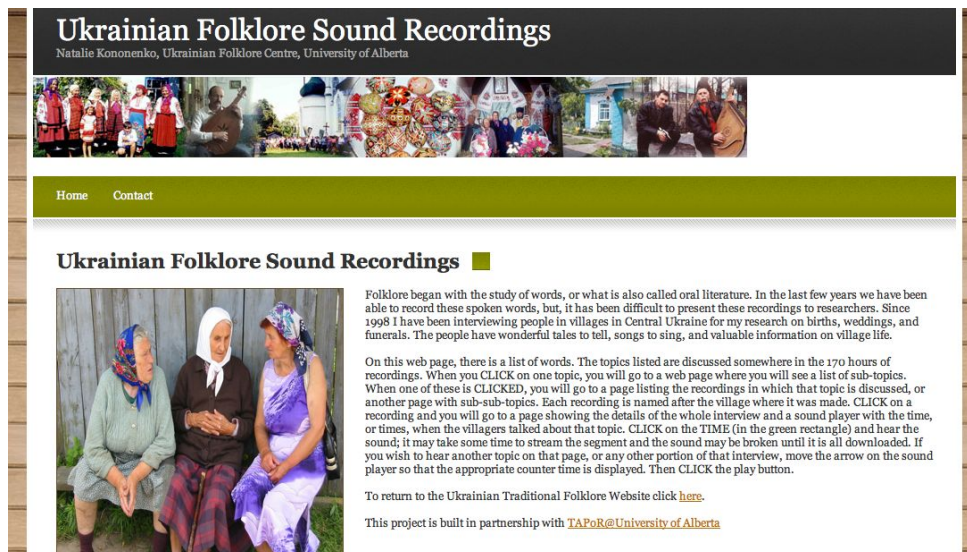 Ukrainian Folklore Sound Recordings
Natalie Kononenko, Ukrainian Folklore Centre, University of Alberta
Home Contact
Ukrainian Folklore Sound Recordings
Folklore began with the study of words, or what is also called oral literature. In the last few years we have been
able to record these spoken words, but, it has been difficult to present these recordings to researchers. Since
1998 I have been interviewing people in villages in Central Ukraine for my research on births, weddings, and
funerals. The people have wonderful tales to tell, songs to sing, and valuable information on village life.
On this web page, there is a list of words. The topics listed are discussed somewhere in the 170 hours of
recordings. When you CLICK on one topic, you will go to a web page where you will see a list of sub-topics.
When one of these is CLICKED, you will go to a page listing the recordings in which that topic is discussed, or
another page with sub-sub-topics. Each recording is named after the village where it was made. CLICK on a
recording and you will go to a page showing the details of the whole interview and a sound player with the time,
or times, when the villagers talked about that topic. CLICK on the TIME (in the green rectangle) and hear the
sound; it may take some time to stream the segment and the sound may be broken until it is all downloaded. If
you wish to hear another topic on that page, or any other portion of that interview, move the arrow on the sound
player so that the appropriate counter time is displayed. Then CLICK the play button.
To return to the Ukrainian Traditional Folklore Website click here.
This project is built in partnership with TAPoR@University of Alberta